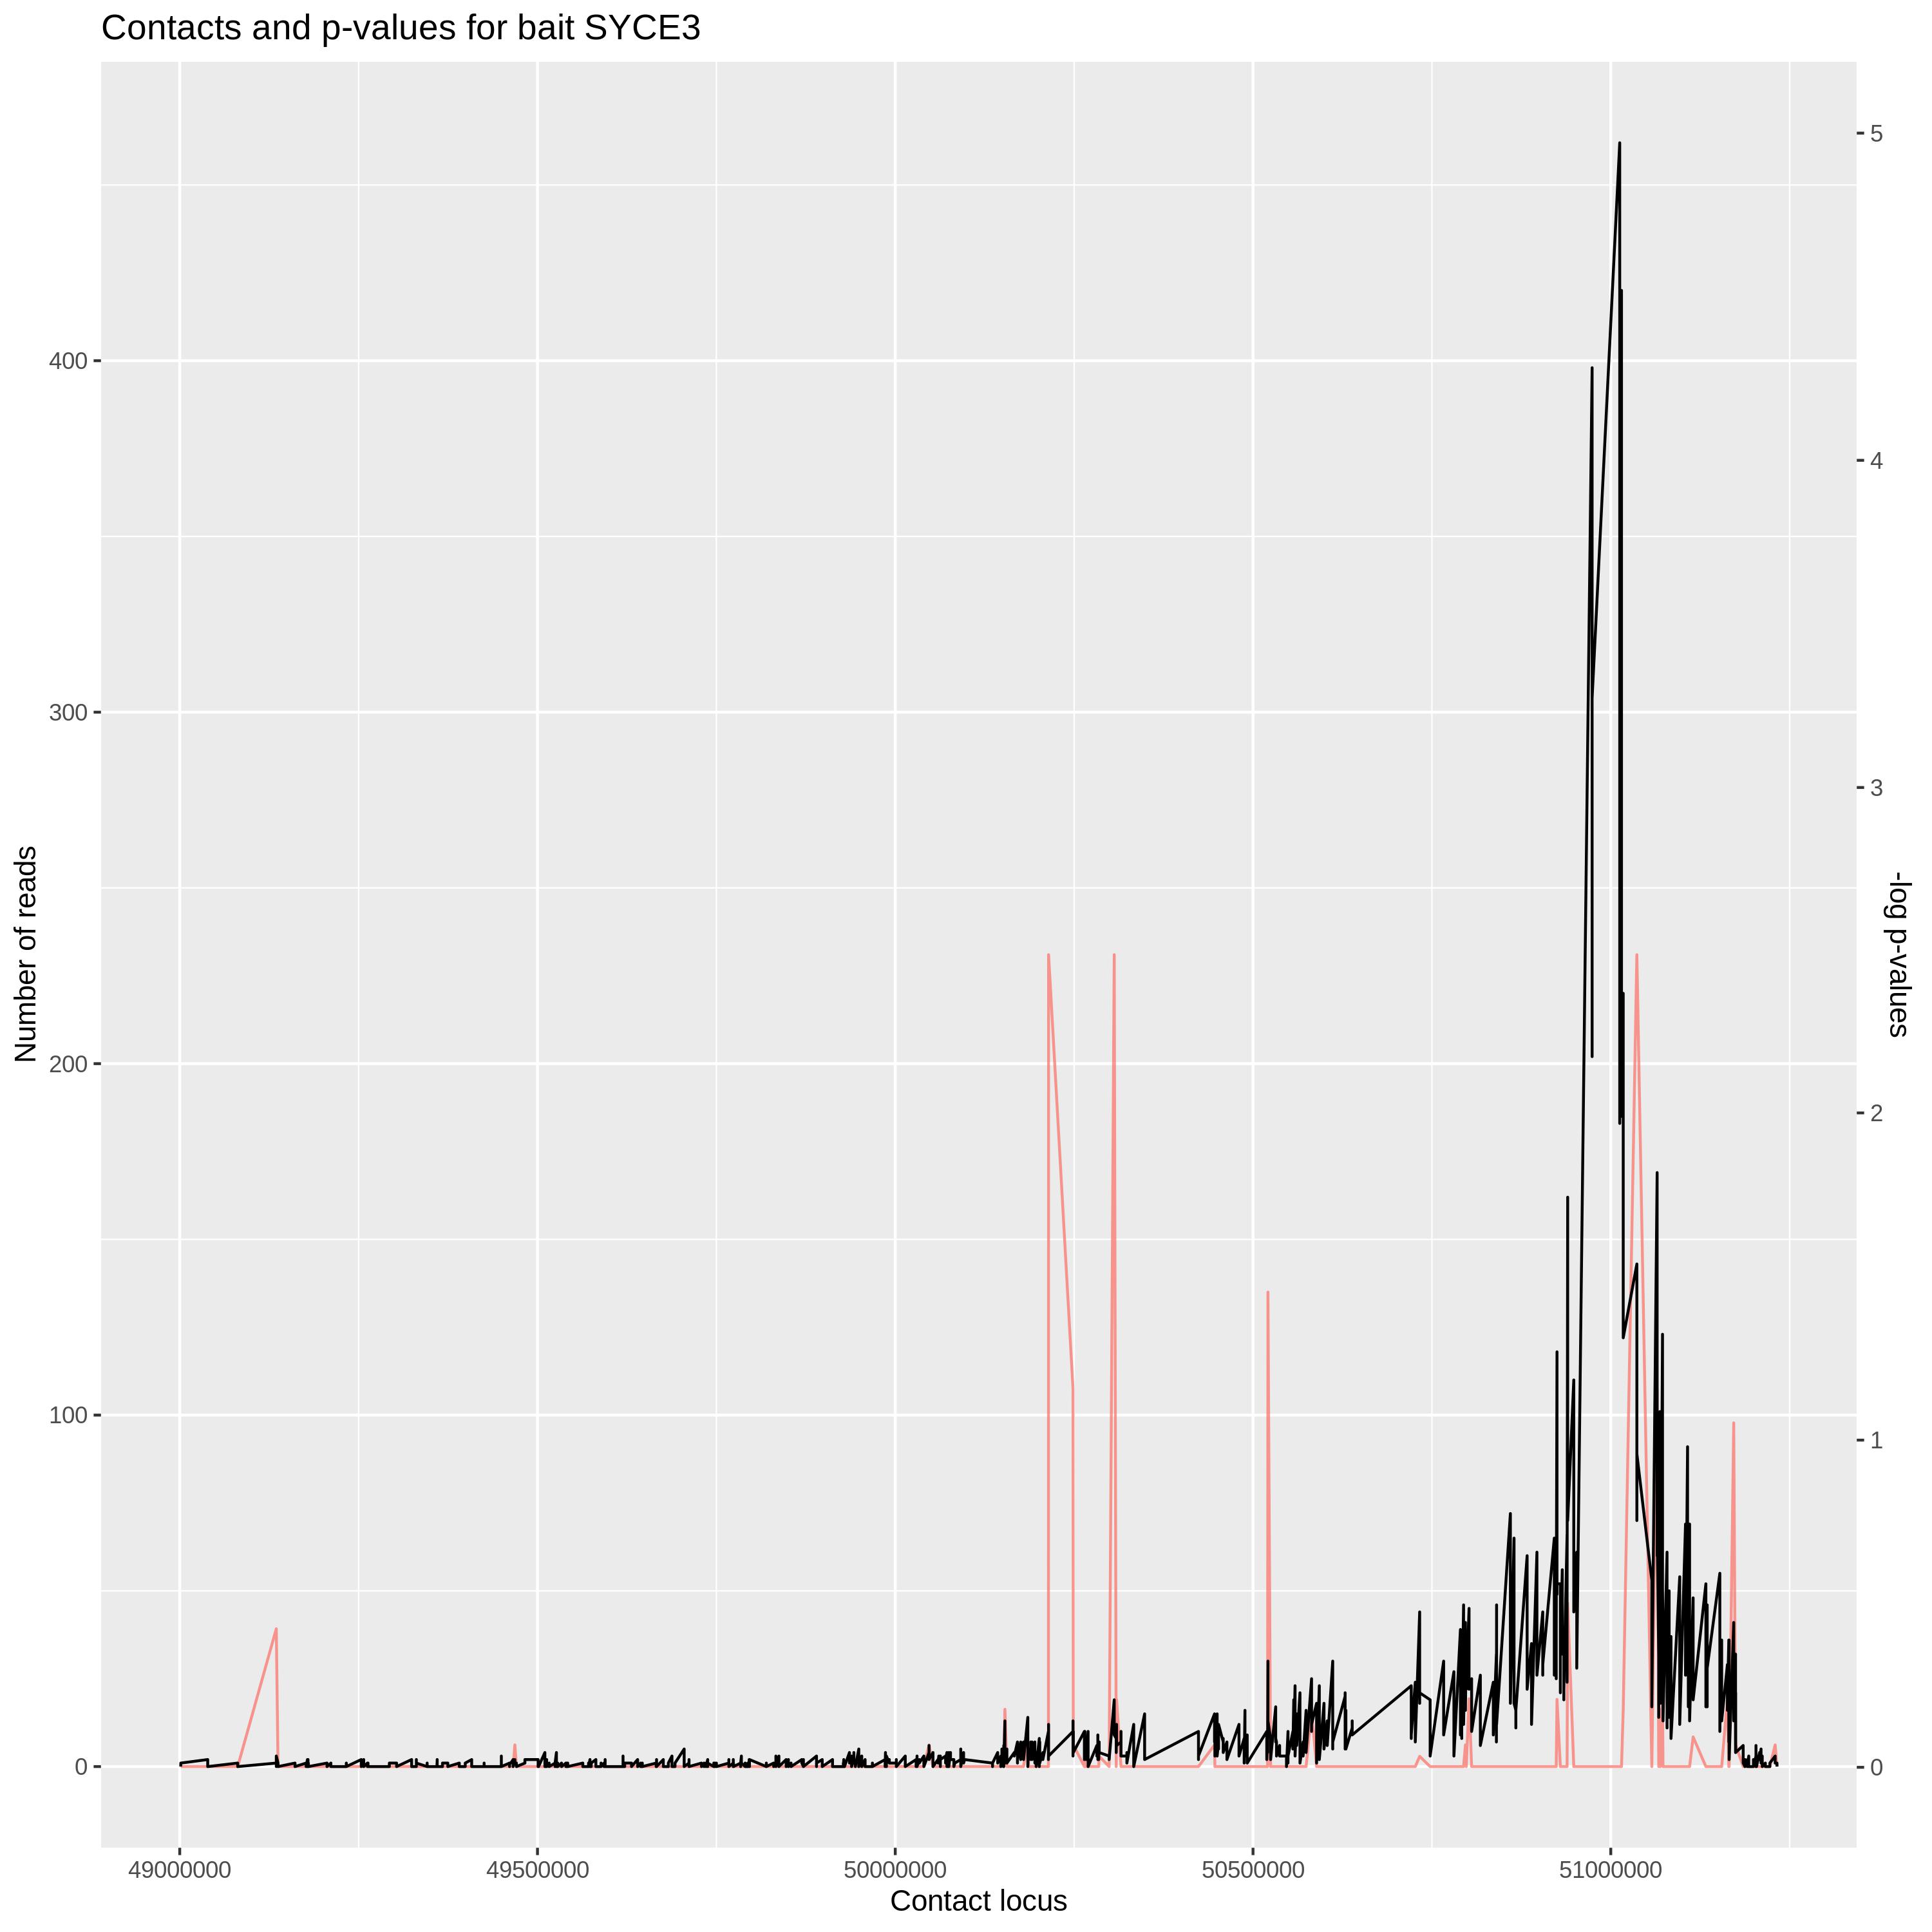 Contacts and p-values for bait SYCE3
Number of reads
400
300
200
100
0
5
4
3
2
1
0
-log p-values
49000000 49500000 50000000 50500000 51000000
Contact locus